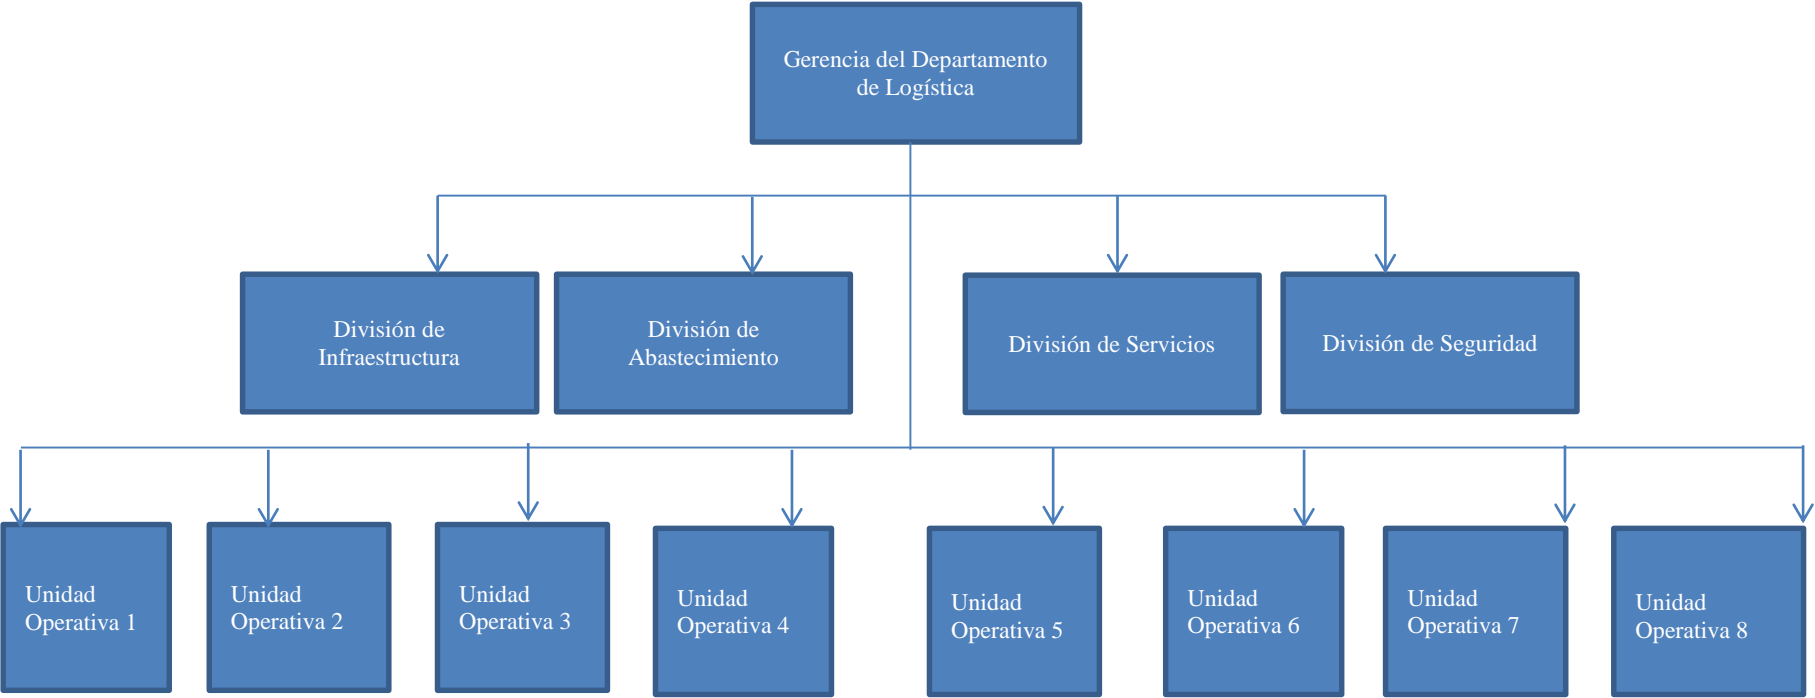 Gerencia del Departamento
de Logística
División de
Infraestructura
División de
Abastecimiento
División de Servicios
División de Seguridad
Unidad
Operativa 1
Unidad
Operativa 2
Unidad
Operativa 3
Unidad
Operativa 4
Unidad
Operativa 5
Unidad
Operativa 6
Unidad
Operativa 7
Unidad
Operativa 8